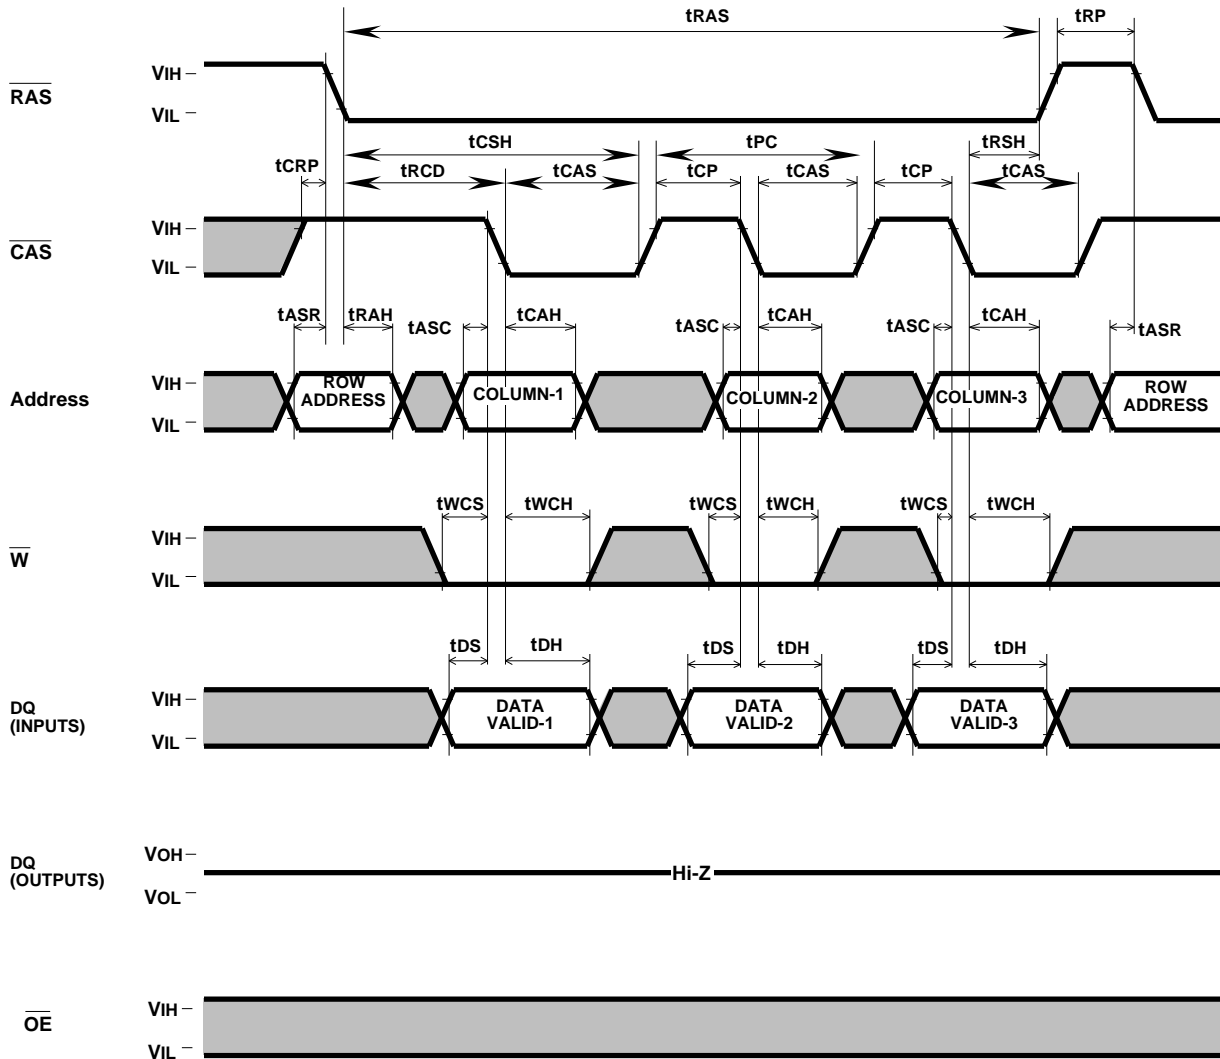 tRAS tRP
VIH
RAS
VIL
tCSH tPC tRSH
tCRP tRCD tCAS tCP tCAS tCP tCAS
VIH
CAS
VIL
tASR tRAH tASC tCAH tASC tCAH tASC tCAH tASR
VIH
Address
VIL
ROW
ADDRESS
COLUMN-1
COLUMN-2
COLUMN-3
ROW
ADDRESS
tWCS tWCH tWCS tWCH tWCS tWCH
VIH
W
VIL
tDS tDH tDS tDH tDS tDH
VIH
DQ
(INPUTS)
VIL
DATA
VALID-1
DATA
VALID-2
DATA
VALID-3
VOH
DQ
(OUTPUTS)
VOL
Hi-Z
VIH
OE
VIL